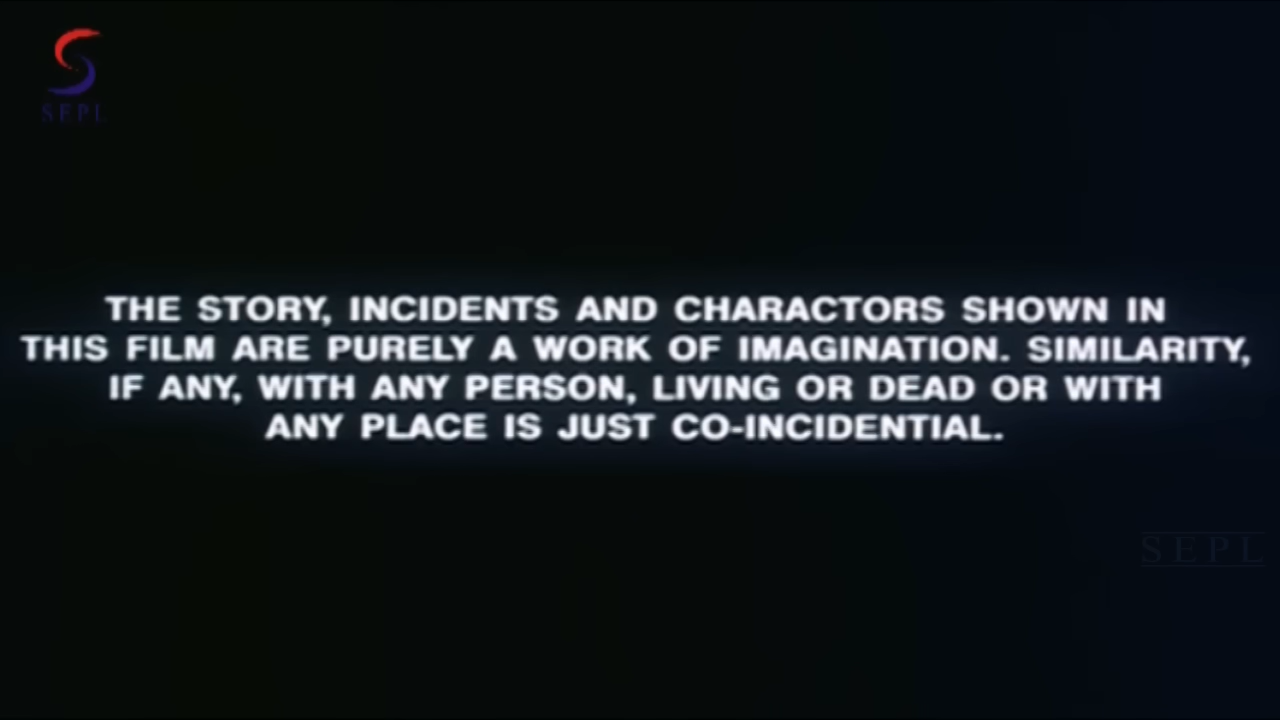 SEPL
THE STORY, INCIDENTS AND CHARACTORS SHOWN IN
THIS FILM ARE PURELY A WORK OF IMAGINATION. SIMILARITY,
IF ANY, WITH ANY PERSON, LIVING OR DEAD OR WITH
ANY PLACE IS JUST CO-INCIDENTIAL.
SEPL